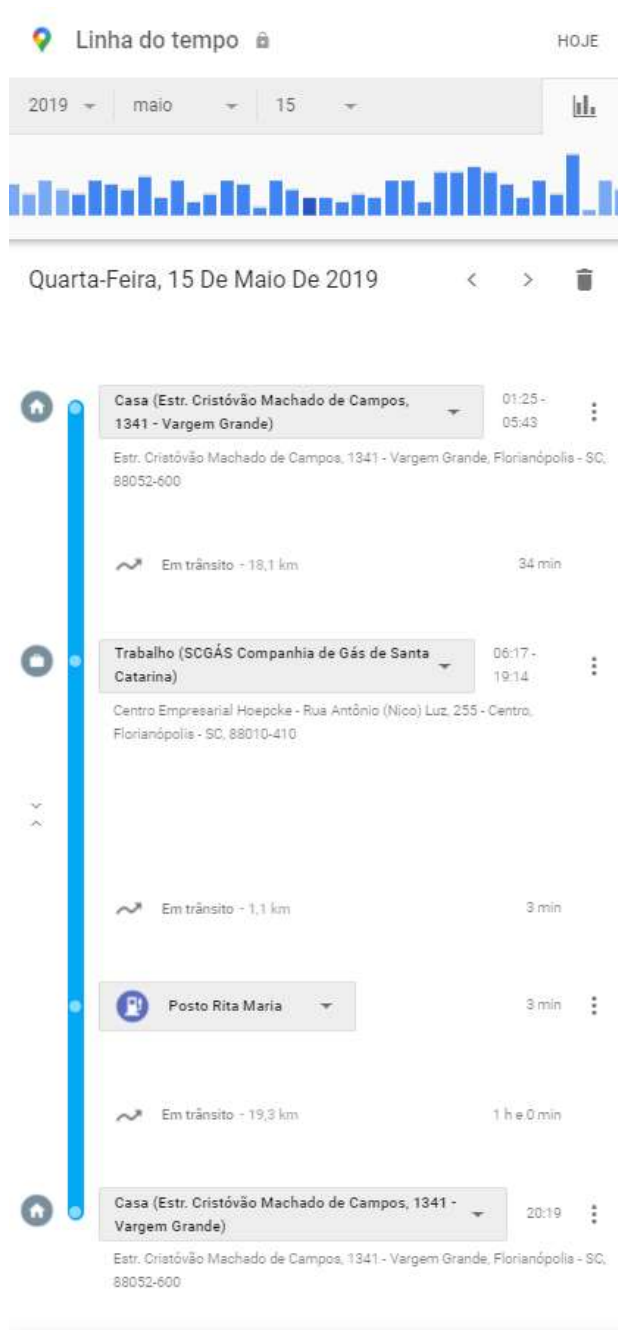 Linha do tempo
HOJE
2019 maio 15
Quarta-Feira, 15 De Maio De 2019
Casa (Estr. Cristóvão Machado de Campos,
1341 - Vargem Grande)
01:25 -
05:43
Estr. Cristóvão Machado de Campos, 1341 - Vargem Grande, Florianópolis - SC,
88052-600
Em trânsito - 18,1 km
34 min
Trabalho (SCGÁS Companhia de Gás de Santa
Catarina)
06:17 -
19:14
Centro Empresarial Hoepcke - Rua Antônio (Nico) Luz, 255 - Centro,
Florianópolis - SC, 88010-410
Em trânsito - 1,1 km
3 min
Posto Rita Maria
3 min
Em trânsito - 19,3 km
1 h e 0 min
Casa (Estr. Cristóvão Machado de Campos, 1341 -
Vargem Grande)
20:19
Estr. Cristóvão Machado de Campos, 1341 - Vargem Grande, Florianópolis - SC,
88052-600